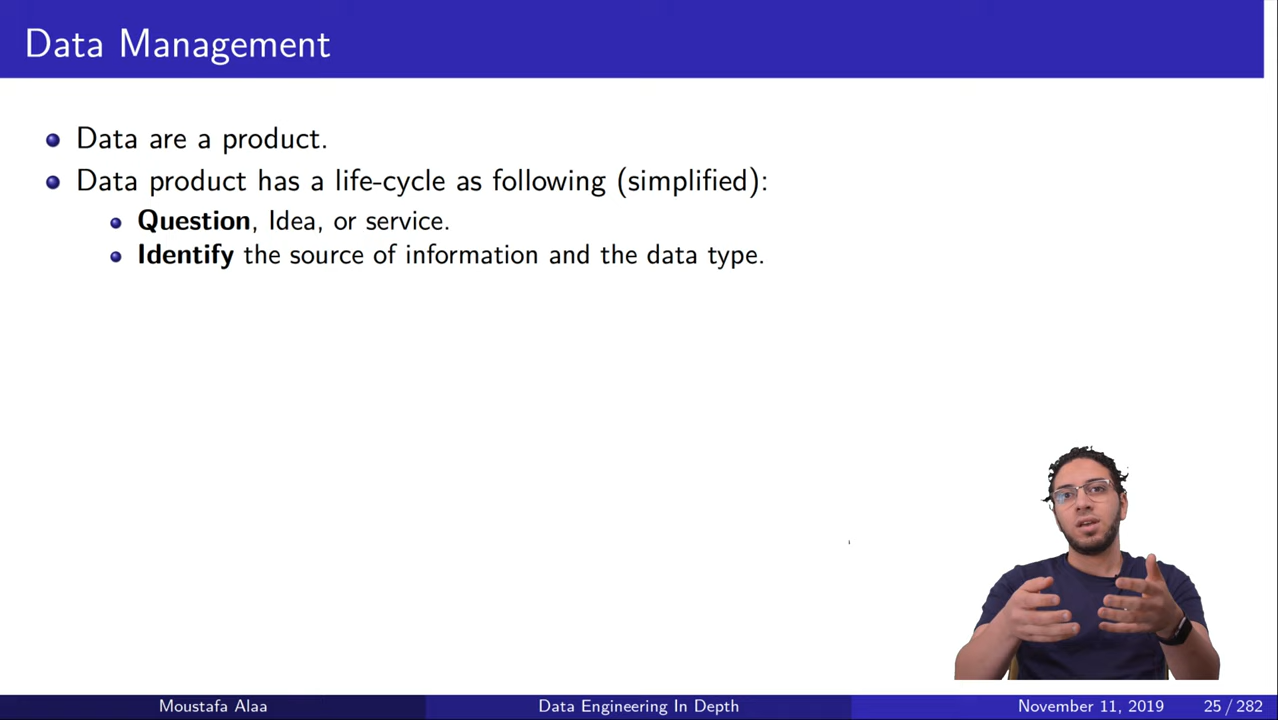 Data Management
Data are a product.
Data product has a life-cycle as following (simplified):
Question, Idea, or service.
Identify the source of information and the data type.
Moustafa Alaa
Data Engineering In Depth
November 11, 2019
25 / 282